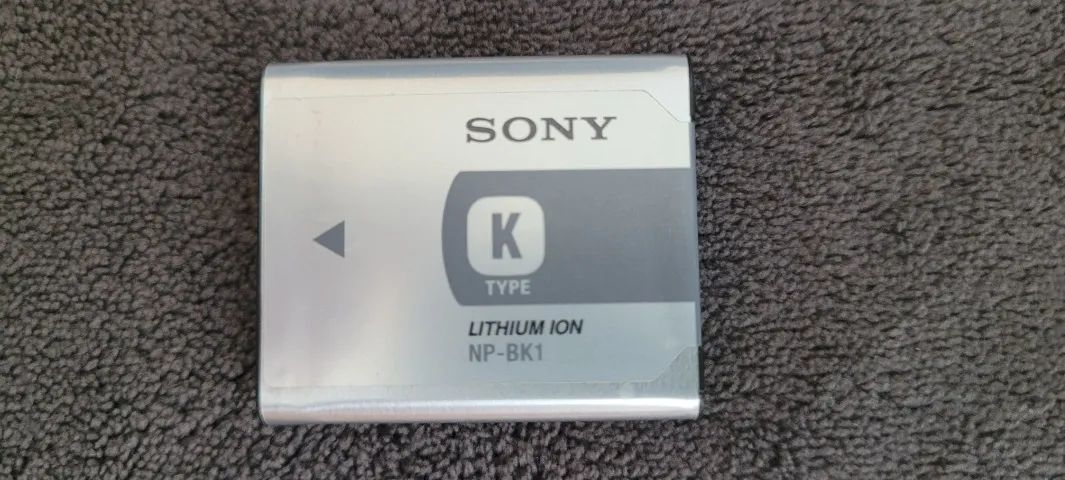 SONY
K
TYPE
LITHIUM ION
NP-BK1